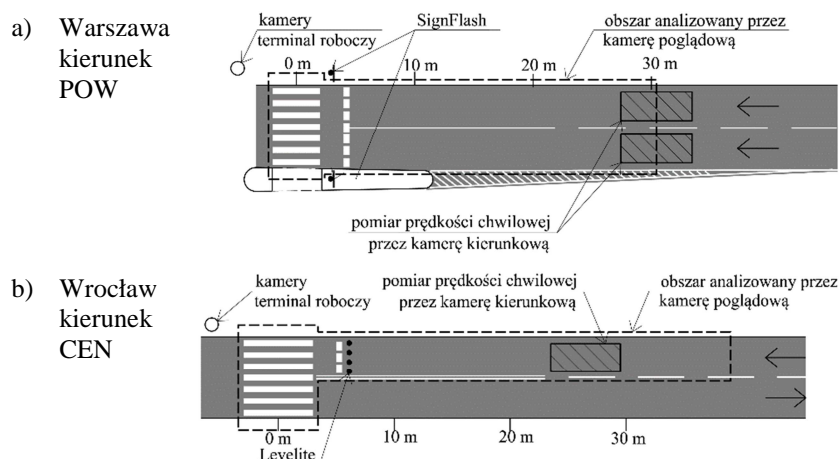 a) Warszawa
kierunek
POW
kamery
terminal roboczy
SignFlash
obszar analizowany przez
kamerę poglądową
0 m
10 m
20 m
30 m
pomiar prędkości chwilowej
przez kamerę kierunkową
b) Wrocław
kierunek
CEN
kamery
terminal roboczy
pomiar prędkości chwilowej
przez kamerę kierunkową
obszar analizowany przez
kamerę poglądową
0 m
10 m
20 m
30 m
Levelite